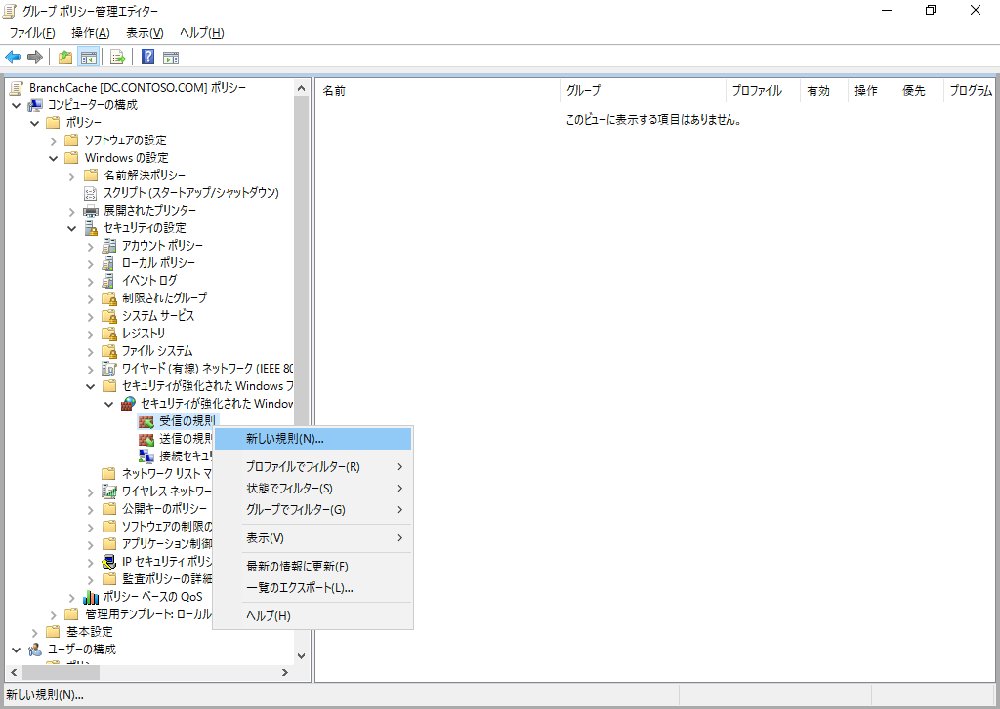 グループ ポリシー管理エディター
ファイル(F) 操作(A) 表示(V) ヘルプ(H)
BranchCache [DC.CONTOSO.COM] ポリシー
コンピューターの構成
ポリシー
ソフトウェアの設定
Windows の設定
名前解決ポリシー
スクリプト (スタートアップ/シャットダウン)
展開されたプリンター
セキュリティの設定
アカウント ポリシー
ローカル ポリシー
イベント ログ
制限されたグループ
システム サービス
レジストリ
ファイル システム
ワイヤード (有線) ネットワーク (IEEE 80
セキュリティが強化された Windows フ
セキュリティが強化された Window
受信の規則
送信の規則
接続セキュ
ネットワーク リスト マ
ワイヤレス ネットワー
公開キーのポリシー
ソフトウェアの制限の
アプリケーション制御
IP セキュリティ ポリシ
監査ポリシーの詳細
ポリシー ベースの QoS
管理用テンプレート: ローカル
基本設定
ユーザーの構成
ポリシー
名前 グループ プロファイル 有効 操作 優先 プログラム
このビューに表示する項目はありません。
新しい規則(N)...
プロファイルでフィルター(R)
状態でフィルター(S)
グループでフィルター(G)
表示(V)
最新の情報に更新(F)
一覧のエクスポート(L)...
ヘルプ(H)
新しい規則(N)...